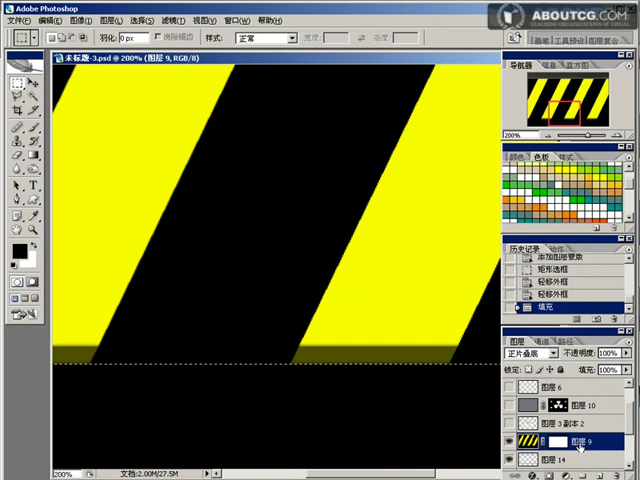 Adobe Photoshop
ABOUTCG.COM
文件(F) 编辑(E) 图像(I) 图层(L) 选择(S) 滤镜(T) 视图(V) 窗口(W) 帮助(H)
羽化: 0 px 消除锯齿 样式: 正常 宽度: 高度:
画笔 工具预设 图层复合
未标题-3.psd @ 200% (图层 9, RGB/8)
导航器 信息 直方图
200%
颜色 色板 样式
历史记录 动作
添加图层蒙版
矩形选框
轻移外框
轻移外框
填充
图层 通道 路径
正片叠底 不透明度: 100%
锁定: 填充: 100%
图层 6
图层 10
图层 3 副本 2
图层 9
图层 14
200% 文档:2.00M/27.5M